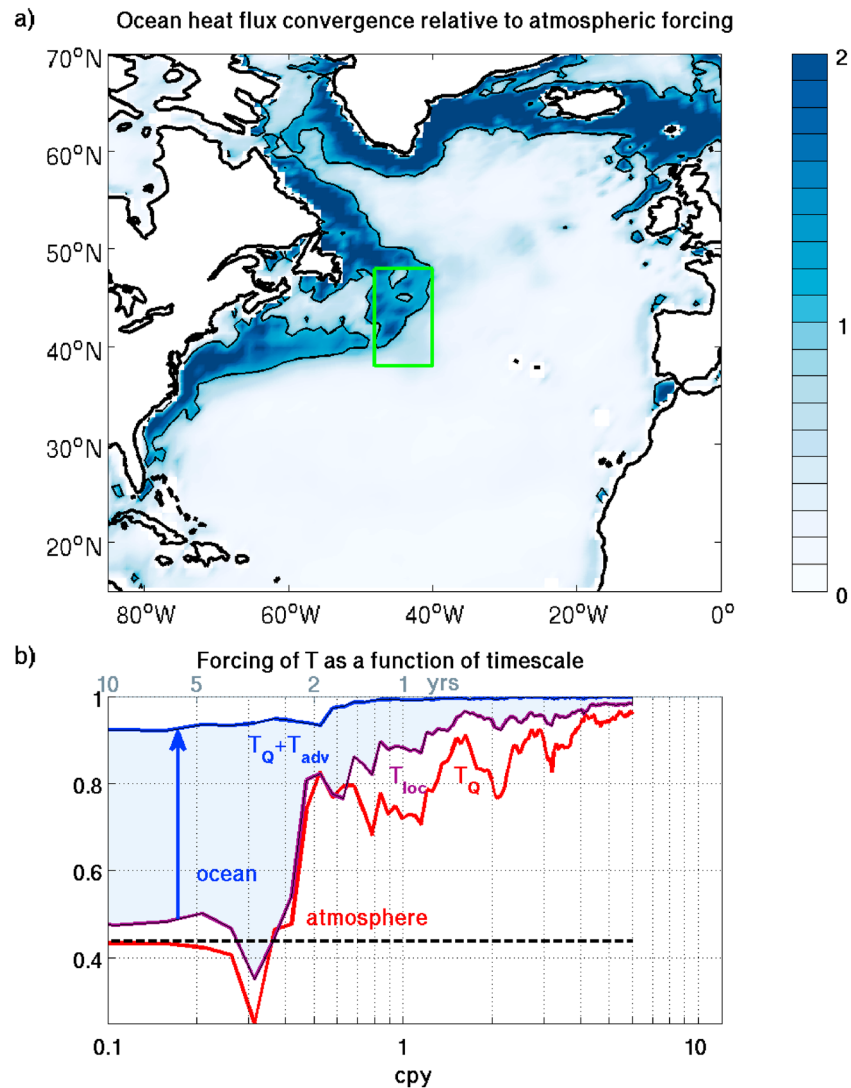 a) Ocean heat flux convergence relative to atmospheric forcing
70°N
60°N
50°N
40°N
30°N
20°N
80°W 60°W 40°W 20°W 0°
2
1
0
b) Forcing of T as a function of timescale
10 5 2 1 yrs
1
0.8
0.6
0.4
T_Q+T_adv
T_loc T_Q
ocean
atmosphere
0.1 1 10
cpy